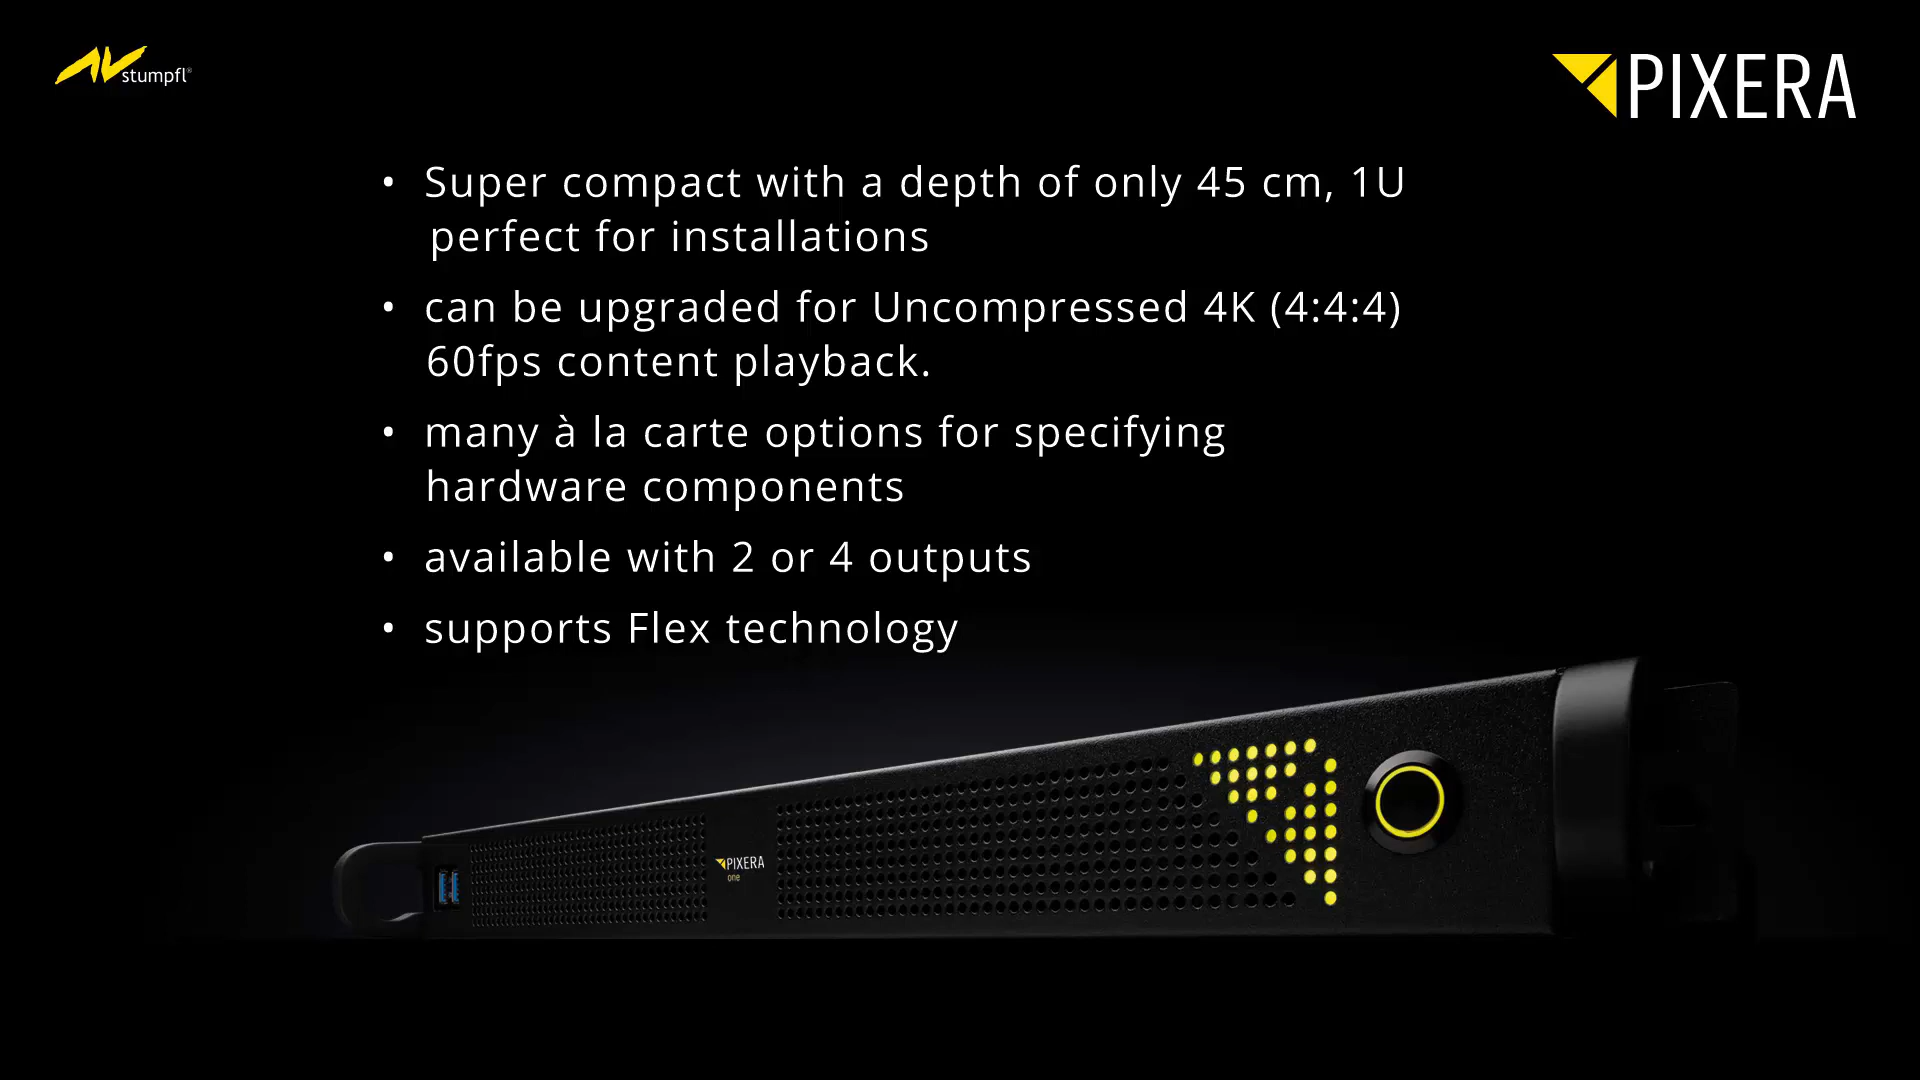 AV stumpfl®
PIXERA
• Super compact with a depth of only 45 cm, 1U
perfect for installations
• can be upgraded for Uncompressed 4K (4:4:4)
60fps content playback.
• many à la carte options for specifying
hardware components
• available with 2 or 4 outputs
• supports Flex technology
PIXERA
one